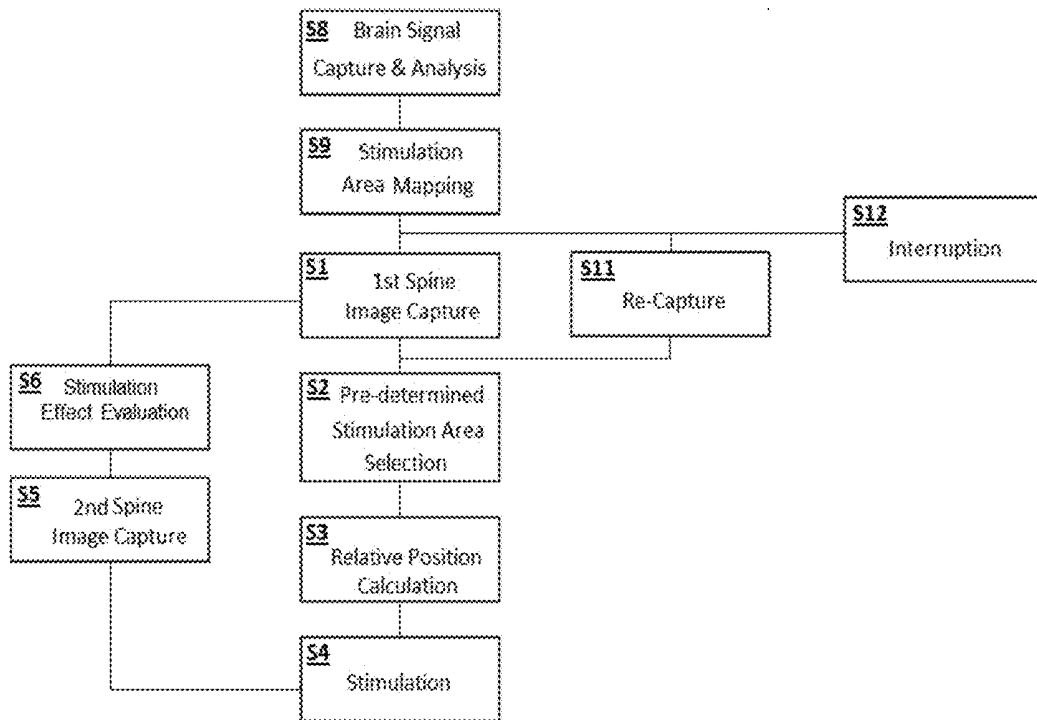 S8 Brain Signal
Capture & Analysis
S9 Stimulation
Area Mapping
S12
Interruption
S1
1st Spine
Image Capture
S11
Re-Capture
S6
Stimulation
Effect Evaluation
S2
Pre-determined
Stimulation Area
Selection
S5
2nd Spine
Image Capture
S3
Relative Position
Calculation
S4
Stimulation